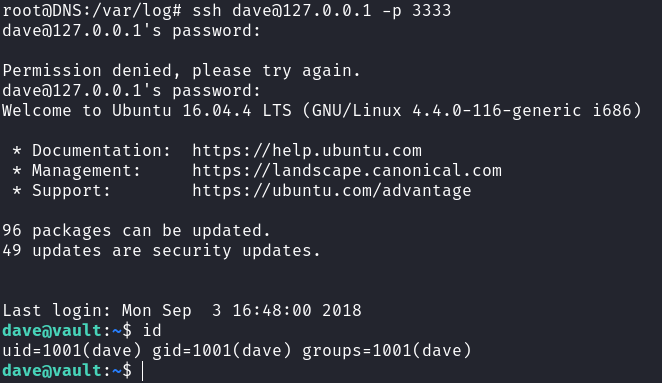 root@DNS:/var/log# ssh dave@127.0.0.1 -p 3333
dave@127.0.0.1's password:
Permission denied, please try again.
dave@127.0.0.1's password:
Welcome to Ubuntu 16.04.4 LTS (GNU/Linux 4.4.0-116-generic i686)
* Documentation:  https://help.ubuntu.com
* Management:     https://landscape.canonical.com
* Support:        https://ubuntu.com/advantage
96 packages can be updated.
49 updates are security updates.
Last login: Mon Sep  3 16:48:00 2018
dave@vault:~$ id
uid=1001(dave) gid=1001(dave) groups=1001(dave)
dave@vault:~$